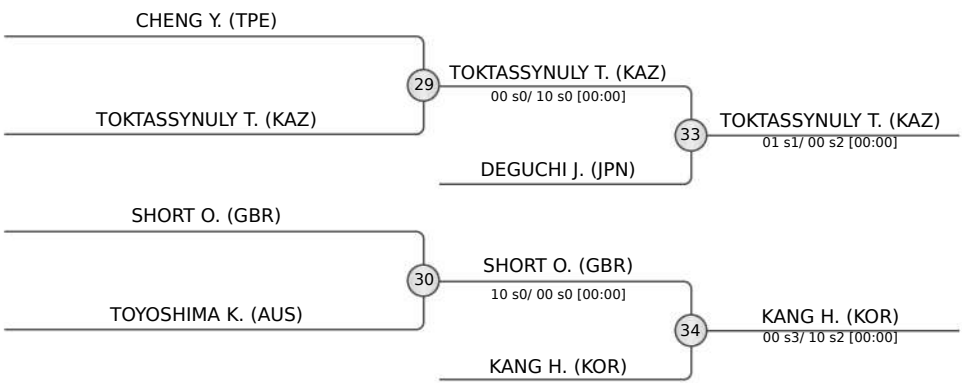 CHENG Y. (TPE)
29
TOKTASSYNULY T. (KAZ)
00 s0/ 10 s0 [00:00]
TOKTASSYNULY T. (KAZ)
33
TOKTASSYNULY T. (KAZ)
01 s1/ 00 s2 [00:00]
DEGUCHI J. (JPN)
SHORT O. (GBR)
30
SHORT O. (GBR)
10 s0/ 00 s0 [00:00]
TOYOSHIMA K. (AUS)
34
KANG H. (KOR)
00 s3/ 10 s2 [00:00]
KANG H. (KOR)